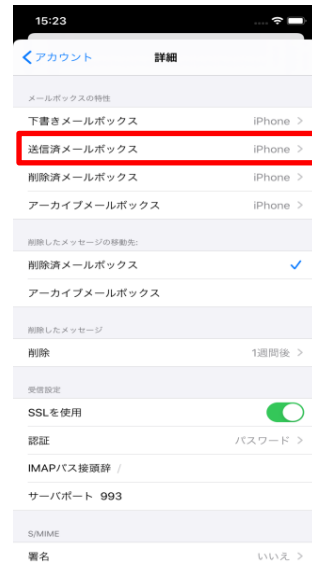 15:23
アカウント 詳細
メールボックスの特性
下書きメールボックス iPhone
送信済メールボックス iPhone
削除済メールボックス iPhone
アーカイブメールボックス iPhone
削除したメッセージの移動先:
削除済メールボックス
アーカイブメールボックス
削除したメッセージ
削除 1週間後
受信設定
SSLを使用
認証 パスワード
IMAPパス接頭辞 /
サーバポート 993
S/MIME
署名 いいえ